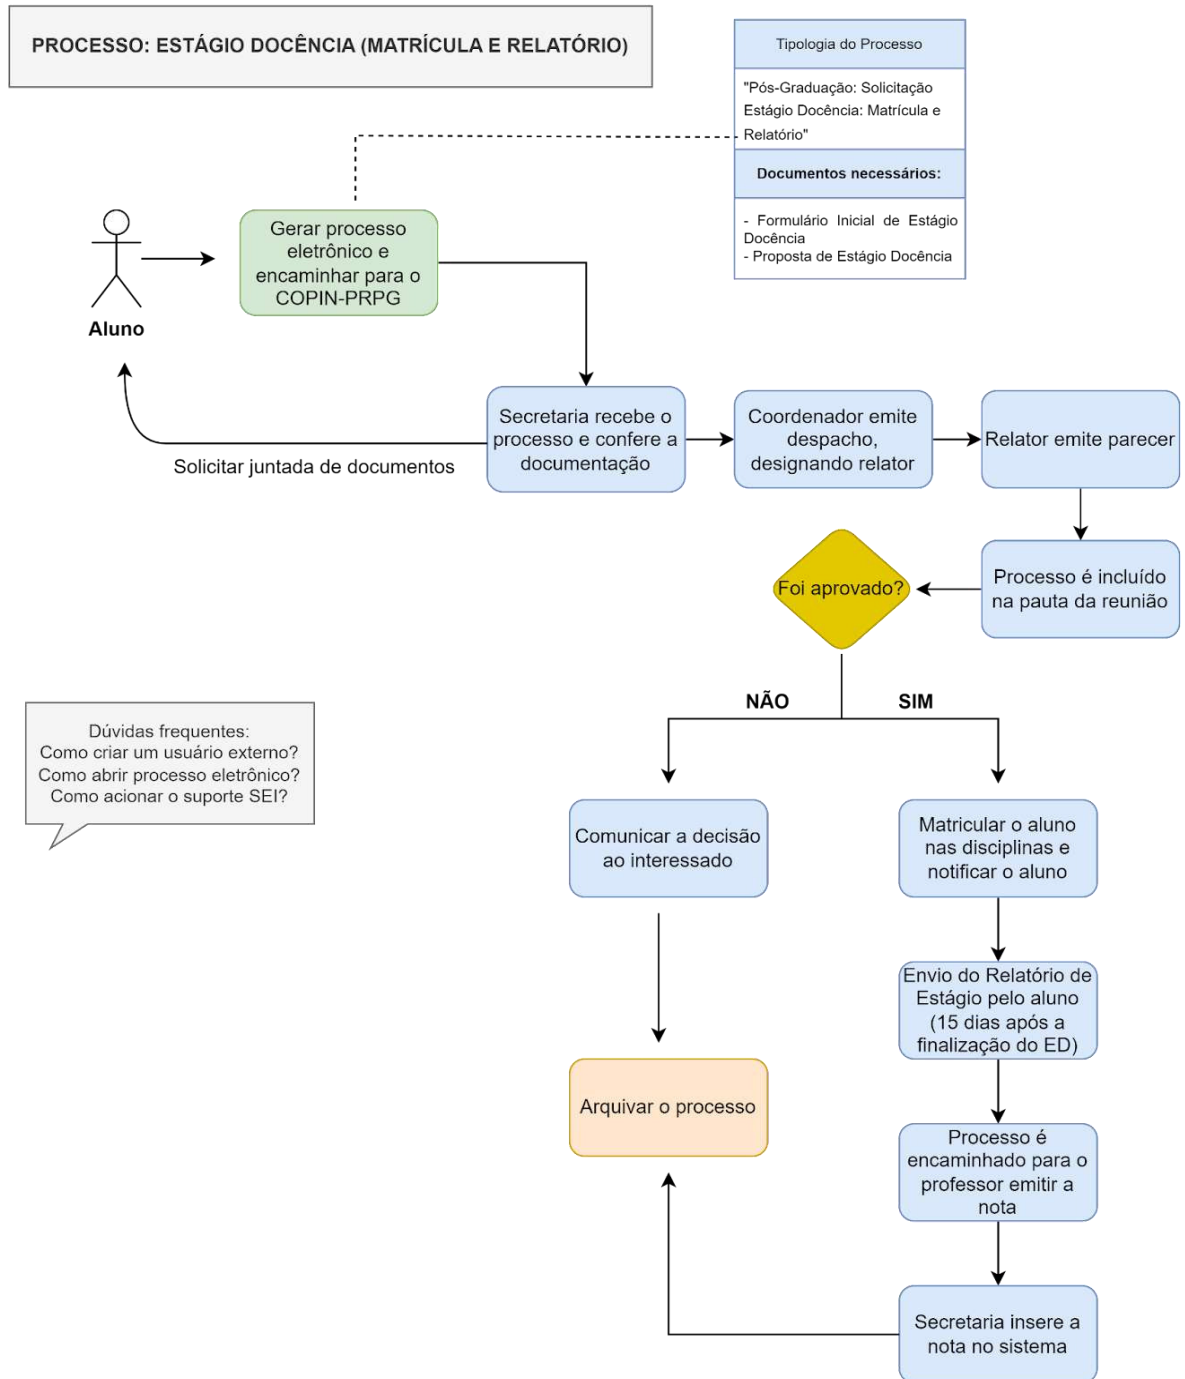 PROCESSO: ESTÁGIO DOCÊNCIA (MATRÍCULA E RELATÓRIO)
Tipologia do Processo
"Pós-Graduação: Solicitação
Estágio Docência: Matrícula e
Relatório"
Documentos necessários:
- Formulário Inicial de Estágio
Docência
- Proposta de Estágio Docência
Gerar processo
eletrônico e
encaminhar para o
COPIN-PRPG
Aluno
Secretaria recebe o
processo e confere a
documentação
Solicitar juntada de documentos
Coordenador emite
despacho,
designando relator
Relator emite parecer
Processo é incluído
na pauta da reunião
Foi aprovado?
NÃO
SIM
Dúvidas frequentes:
Como criar um usuário externo?
Como abrir processo eletrônico?
Como acionar o suporte SEI?
Comunicar a decisão
ao interessado
Matricular o aluno
nas disciplinas e
notificar o aluno
Envio do Relatório de
Estágio pelo aluno
(15 dias após a
finalização do ED)
Arquivar o processo
Processo é
encaminhado para o
professor emitir a
nota
Secretaria insere a
nota no sistema